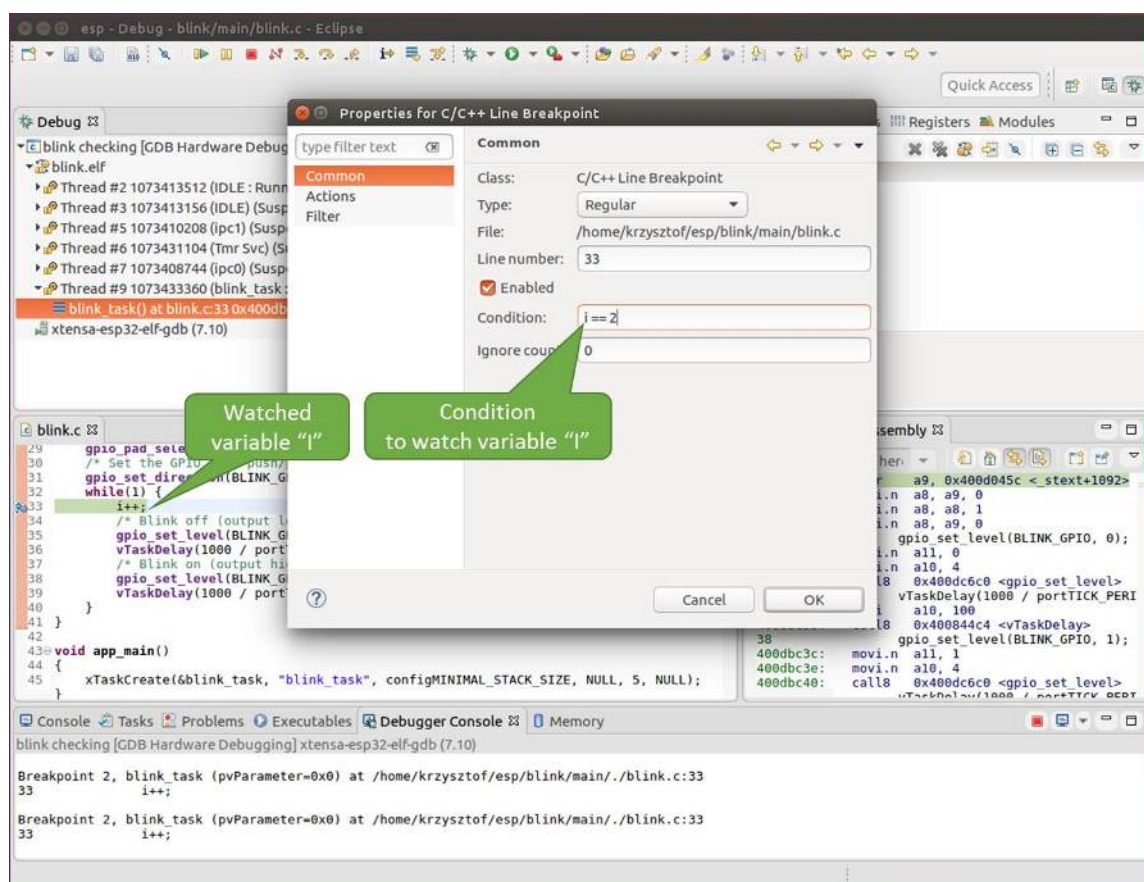 esp - Debug - blink/main/blink.c - Eclipse
Quick Access
Debug
Registers Modules
blink checking [GDB Hardware Debug
blink.elf
Thread #2 1073413512 (IDLE : Runn
Thread #3 1073413156 (IDLE) (Susp
Thread #5 1073410208 (ipc1) (Susp
Thread #6 1073431104 (Tmr Svc) (S
Thread #7 1073408744 (ipc0) (Susp
Thread #9 1073433360 (blink_task :
blink_task() at blink.c:33 0x400db
xtensa-esp32-elf-gdb (7.10)
Properties for C/C++ Line Breakpoint
type filter text
Common
Actions
Filter
Common
Class: C/C++ Line Breakpoint
Type: Regular
File: /home/krzysztof/esp/blink/main/blink.c
Line number: 33
Enabled
Condition: i == 2
Ignore coun 0
Cancel OK
Watched
variable “I”
Condition
to watch variable “I”
blink.c
29 gpio_pad_sele
30 /* Set the GPIO push/
31 gpio_set_direction(BLINK_G
32 while(1) {
33 i++;
34 /* Blink off (output l
35 gpio_set_level(BLINK_G
36 vTaskDelay(1000 / port
37 /* Blink on (output hi
38 gpio_set_level(BLINK_G
39 vTaskDelay(1000 / port
40 }
41 }
42
43 void app_main()
44 {
45 xTaskCreate(&blink_task, "blink_task", configMINIMAL_STACK_SIZE, NULL, 5, NULL);
}
sembly
her
a9, 0x400d045c <_stext+1092>
i.n a8, a9, 0
i.n a8, a8, 1
i.n a8, a9, 0
gpio_set_level(BLINK_GPIO, 0);
i.n a11, 0
i.n a10, 4
l8 0x400dc6c0 <gpio_set_level>
vTaskDelay(1000 / portTICK_PERI
i a10, 100
l8 0x400844c4 <vTaskDelay>
38 gpio_set_level(BLINK_GPIO, 1);
400dbc3c: movi.n a11, 1
400dbc3e: movi.n a10, 4
400dbc40: call8 0x400dc6c0 <gpio_set_level>
vTaskDelay(1000 / portTICK_PERI
Console Tasks Problems Executables Debugger Console Memory
blink checking [GDB Hardware Debugging] xtensa-esp32-elf-gdb (7.10)
Breakpoint 2, blink_task (pvParameter=0x0) at /home/krzysztof/esp/blink/main/./blink.c:33
33 i++;
Breakpoint 2, blink_task (pvParameter=0x0) at /home/krzysztof/esp/blink/main/./blink.c:33
33 i++;